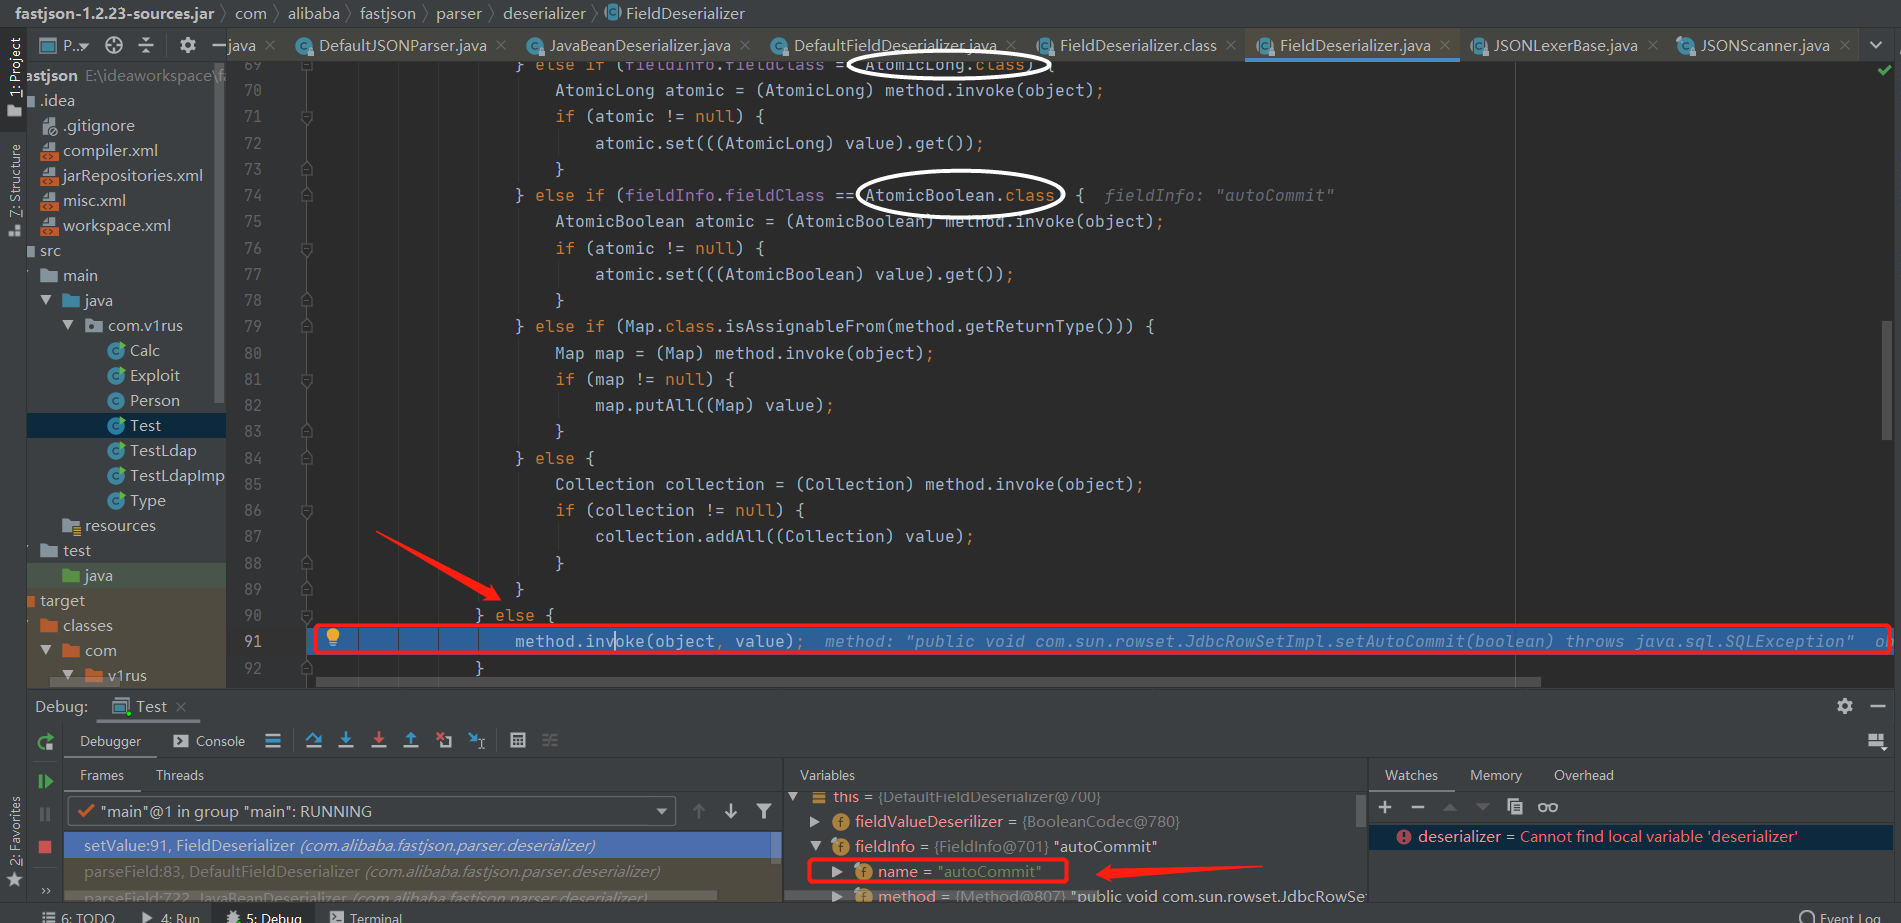 fastjson-1.2.23-sources.jar com alibaba fastjson parser deserializer FieldDeserializer
1: Project
7: Structure
2: Favorites
P.. java DefaultJSONParser.java JavaBeanDeserializer.java DefaultFieldDeserializer.java FieldDeserializer.class FieldDeserializer.java JSONLexerBase.java JSONScanner.java
astjson E:\ideaworkspace\fa
.idea
.gitignore
compiler.xml
jarRepositories.xml
misc.xml
workspace.xml
src
main
java
com.v1rus
Calc
Exploit
Person
Test
TestLdap
TestLdapImp
Type
resources
test
java
target
classes
com
v1rus
69 } else if (fieldInfo.fieldClass == AtomicLong.class) {
70 AtomicLong atomic = (AtomicLong) method.invoke(object);
71 if (atomic != null) {
72 atomic.set(((AtomicLong) value).get());
73 }
74 } else if (fieldInfo.fieldClass == AtomicBoolean.class) { fieldInfo: "autoCommit"
75 AtomicBoolean atomic = (AtomicBoolean) method.invoke(object);
76 if (atomic != null) {
77 atomic.set(((AtomicBoolean) value).get());
78 }
79 } else if (Map.class.isAssignableFrom(method.getReturnType())) {
80 Map map = (Map) method.invoke(object);
81 if (map != null) {
82 map.putAll((Map) value);
83 }
84 } else {
85 Collection collection = (Collection) method.invoke(object);
86 if (collection != null) {
87 collection.addAll((Collection) value);
88 }
89 }
90 } else {
91 method.invoke(object, value); method: "public void com.sun.rowset.JdbcRowSetImpl.setAutoCommit(boolean) throws java.sql.SQLException" ob
92 }
Debug: Test
Debugger Console
Frames Threads
"main"@1 in group "main": RUNNING
setValue:91, FieldDeserializer (com.alibaba.fastjson.parser.deserializer)
parseField:83, DefaultFieldDeserializer (com.alibaba.fastjson.parser.deserializer)
parseField:722, JavaBeanDeserializer (com.alibaba.fastjson.parser.deserializer)
Variables
this = {DefaultFieldDeserializer@700}
fieldValueDeserilizer = {BooleanCodec@780}
fieldInfo = {FieldInfo@701} "autoCommit"
name = "autoCommit"
method = {Method@807} "public void com.sun.rowset.JdbcRowSet
Watches Memory Overhead
deserializer = Cannot find local variable 'deserializer'
6: TODO 4: Run 5: Debug Terminal Event Log